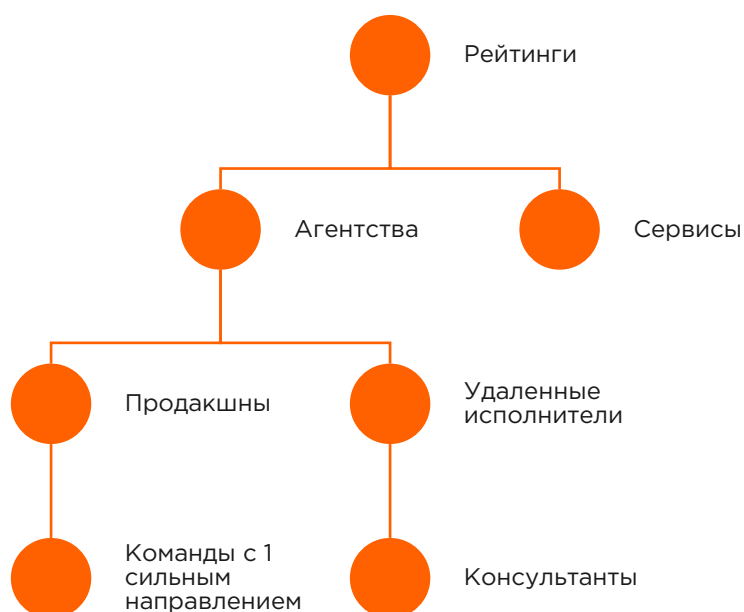 Рейтинги
Агентства
Сервисы
Продакшны
Удаленные
исполнители
Команды с 1
сильным
направлением
Консультанты